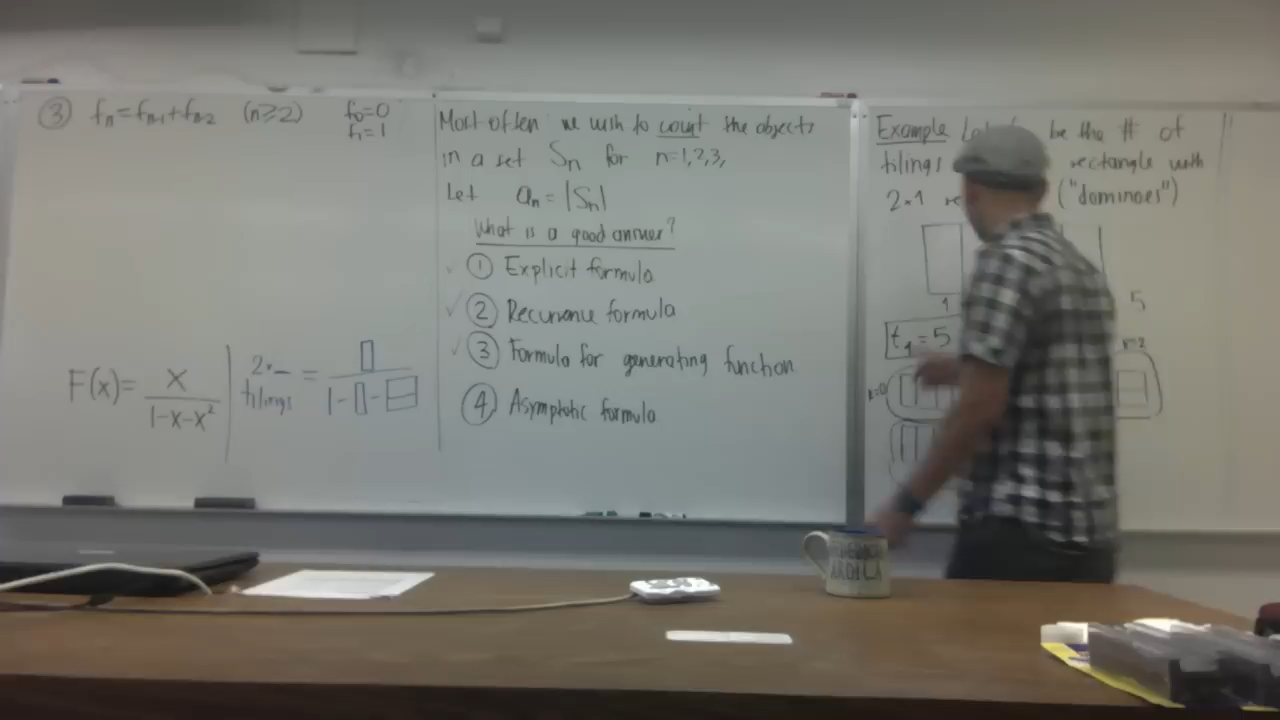 ③ fn=fn-1+fn-2 (n≥2) f0=0
f1=1
F(x)= x
1-x-x²
2×_
tilings =
1- -
Most often we wish to count the objects
in a set Sn for n=1,2,3,
Let an=|Sn|
What is a good answer?
✓ ① Explicit formula
✓ ② Recurrence formula
✓ ③ Formula for generating function
④ Asymptotic formula
Example be the # of
tilings rectangle with
2×1 ("dominoes")
1 5
t4=5
k=0 k=2
ARDILA